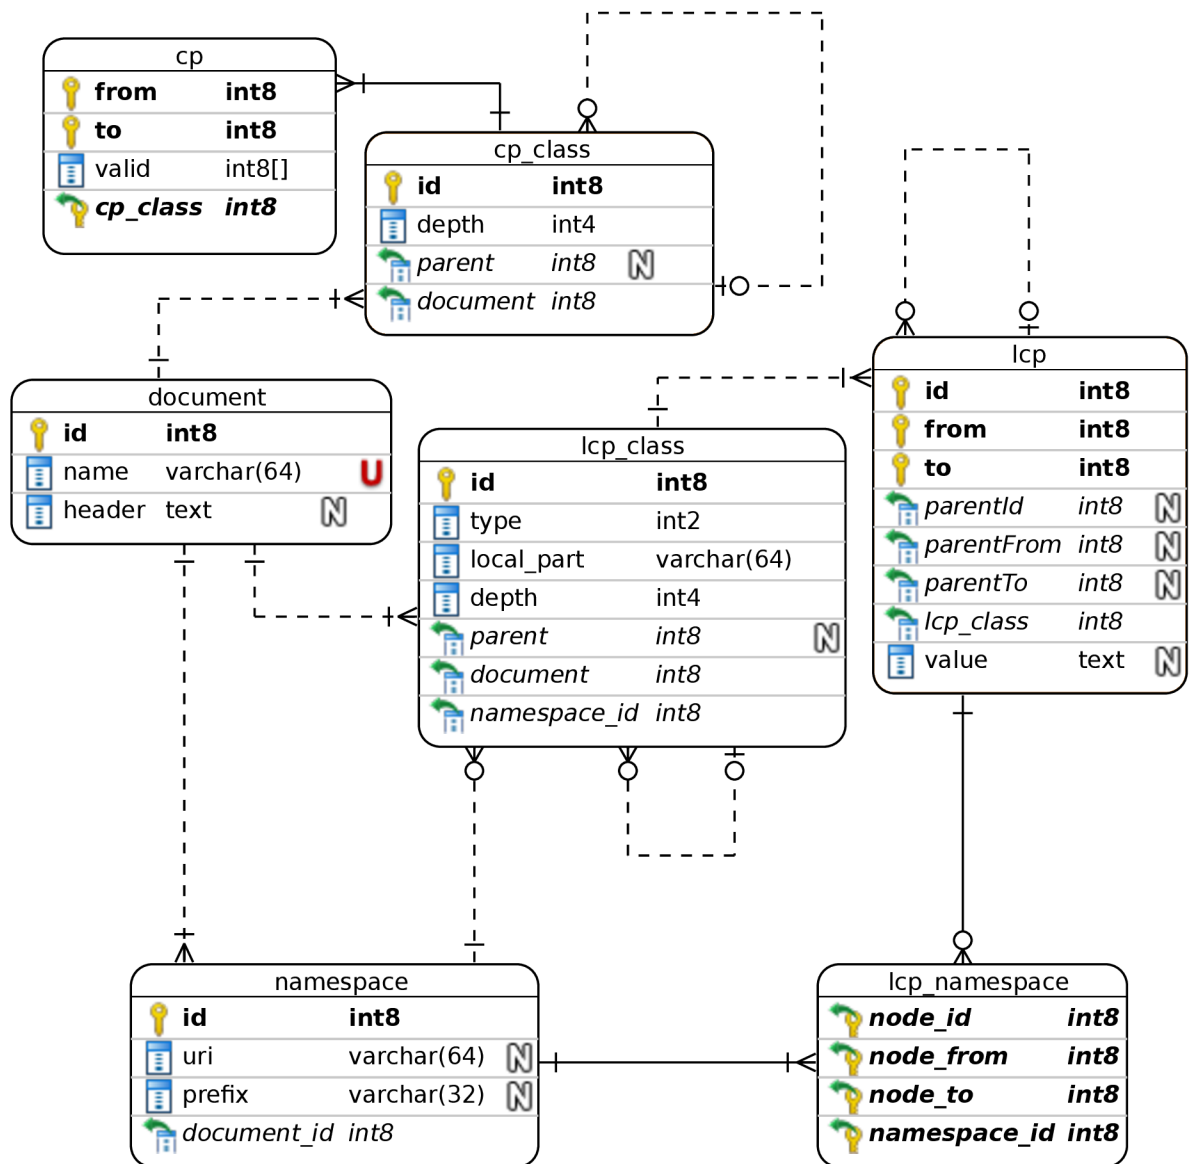 cp
from int8
to int8
valid int8[]
cp_class int8
cp_class
id int8
depth int4
parent int8 N
document int8
document
id int8
name varchar(64) U
header text N
lcp_class
id int8
type int2
local_part varchar(64)
depth int4
parent int8 N
document int8
namespace_id int8
lcp
id int8
from int8
to int8
parentId int8 N
parentFrom int8 N
parentTo int8 N
lcp_class int8
value text N
namespace
id int8
uri varchar(64) N
prefix varchar(32) N
document_id int8
lcp_namespace
node_id int8
node_from int8
node_to int8
namespace_id int8